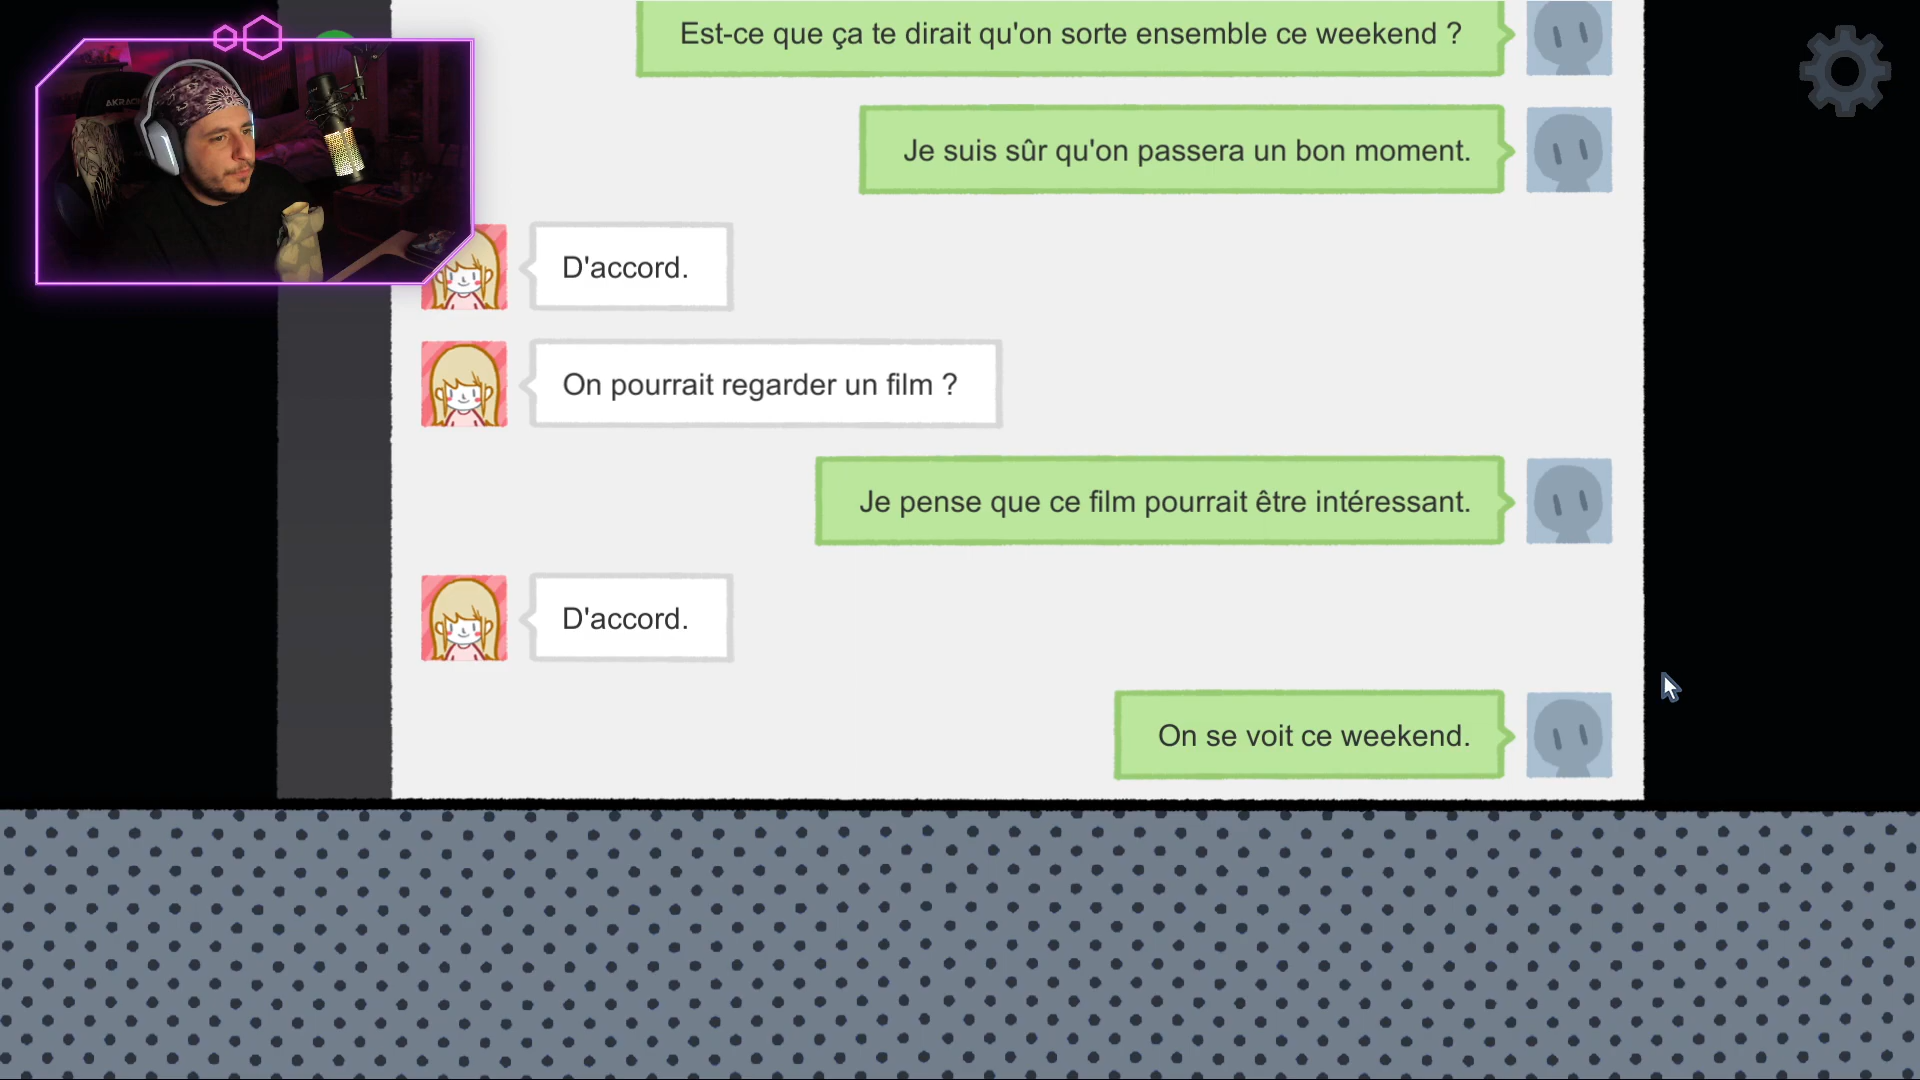 Est-ce que ça te dirait qu'on sorte ensemble ce weekend ?
Je suis sûr qu'on passera un bon moment.
D'accord.
On pourrait regarder un film ?
Je pense que ce film pourrait être intéressant.
D'accord.
On se voit ce weekend.